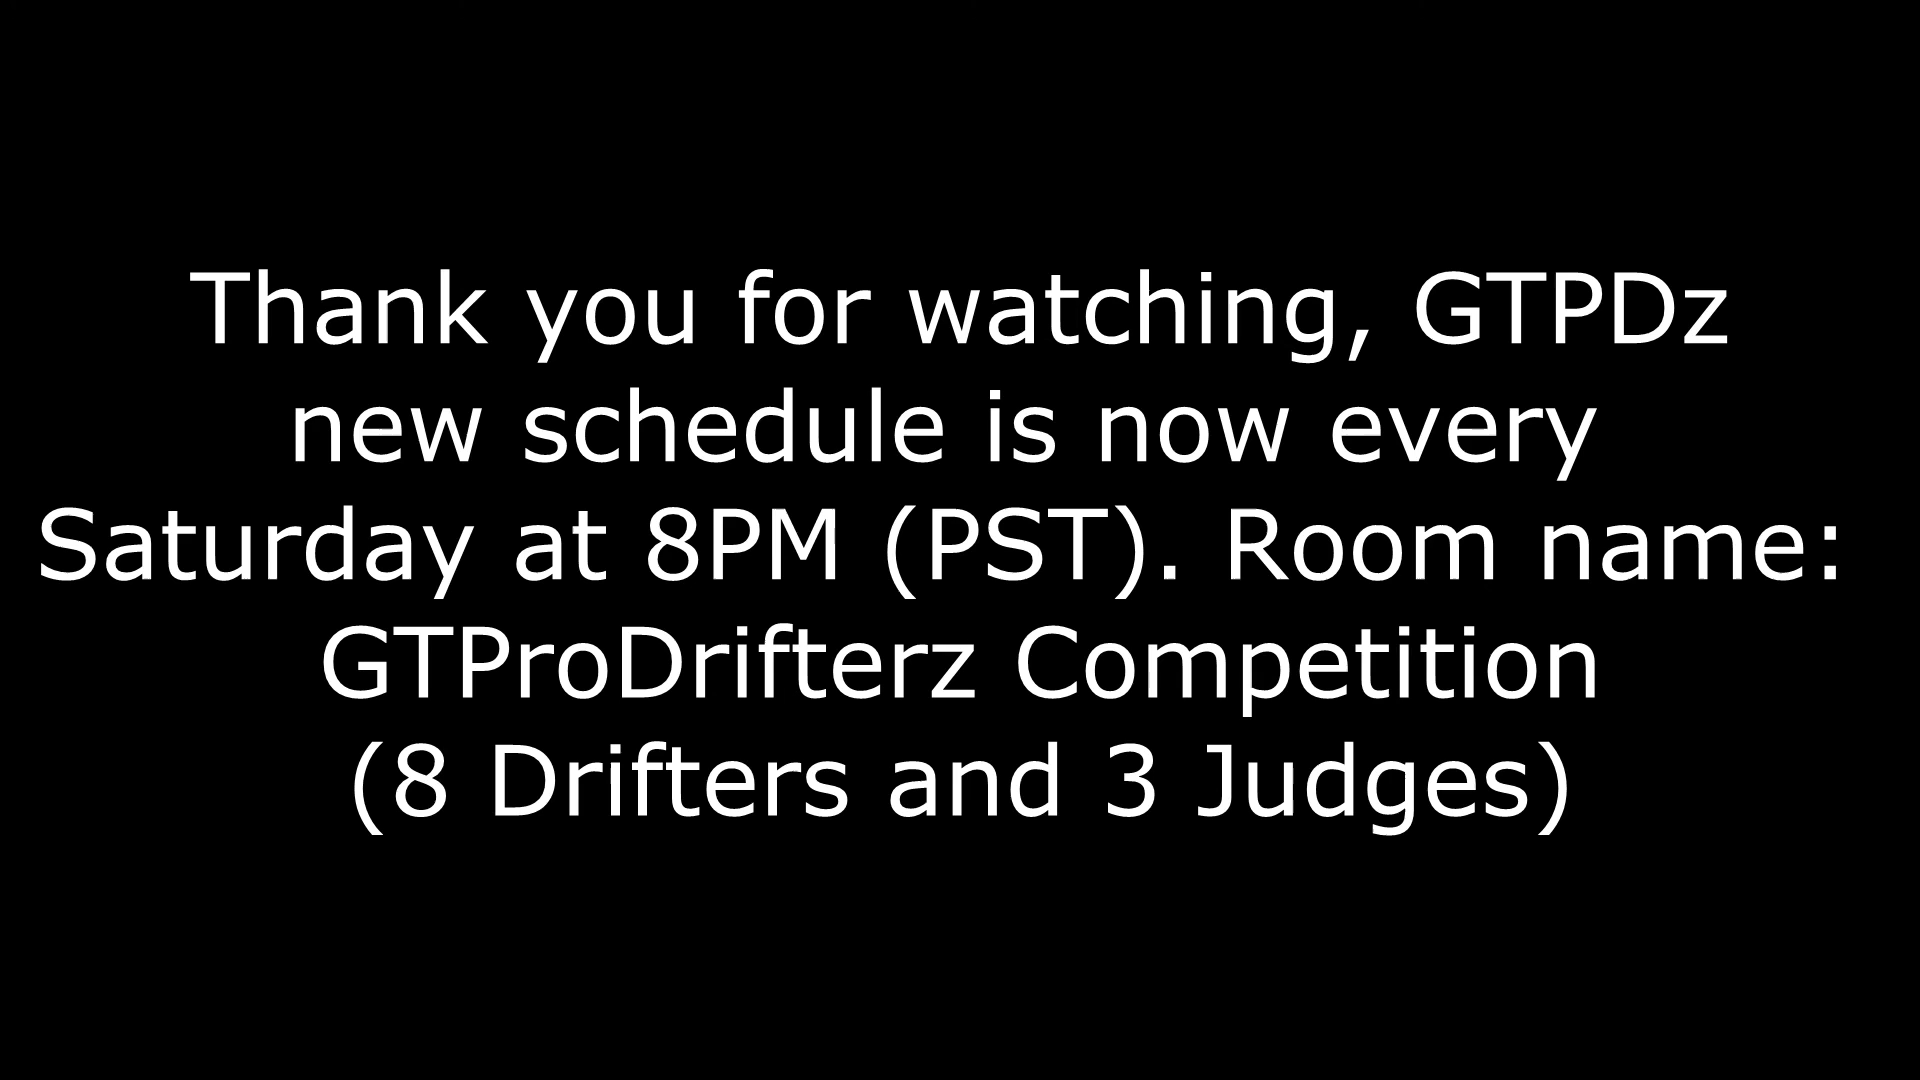 Thank you for watching, GTPDz
new schedule is now every
Saturday at 8PM (PST). Room name:
GTProDrifterz Competition
(8 Drifters and 3 Judges)